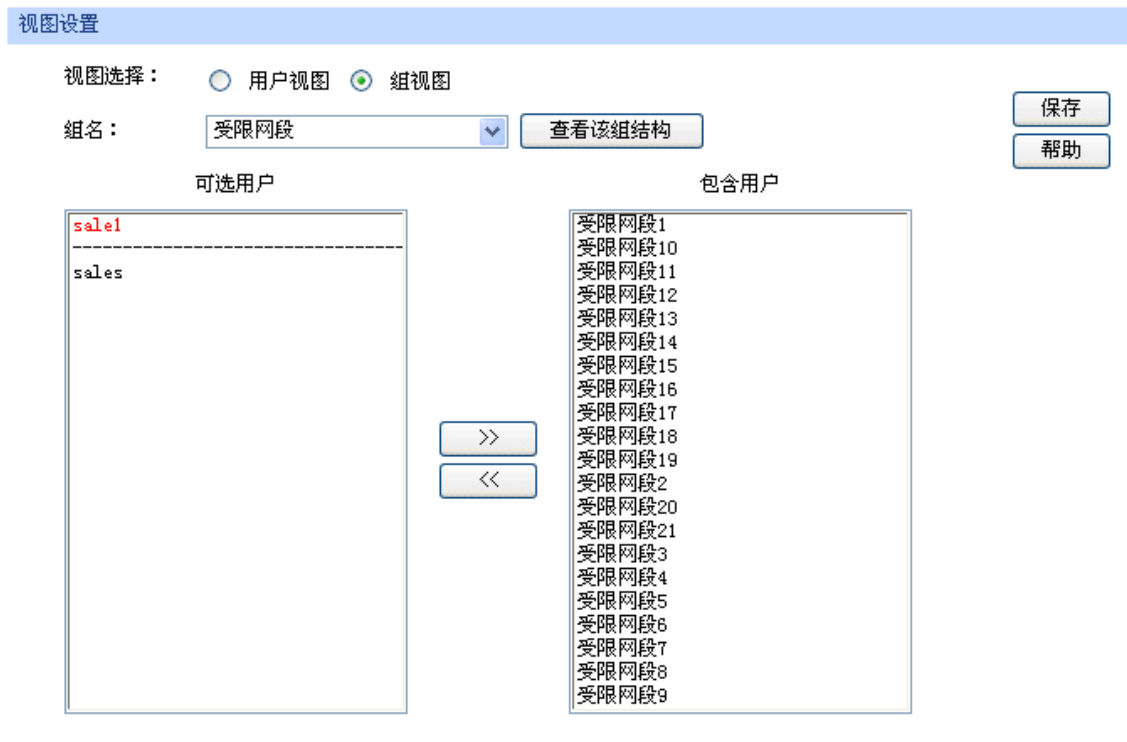 视图设置
视图选择： 用户视图 组视图
保存
组名： 受限网段 查看该组结构
帮助
可选用户 包含用户
sale1
--------------------------------
sales
>>
<<
受限网段1
受限网段10
受限网段11
受限网段12
受限网段13
受限网段14
受限网段15
受限网段16
受限网段17
受限网段18
受限网段19
受限网段2
受限网段20
受限网段21
受限网段3
受限网段4
受限网段5
受限网段6
受限网段7
受限网段8
受限网段9